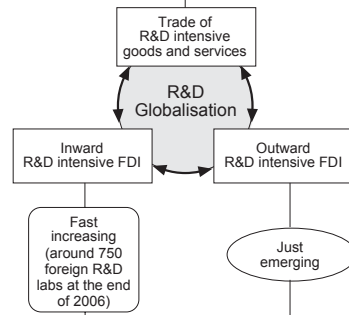 Trade of
R&D intensive
goods and services
R&D
Globalisation
Inward
R&D intensive FDI
Outward
R&D intensive FDI
Fast
increasing
(around 750
foreign R&D
labs at the end
of 2006)
Just
emerging